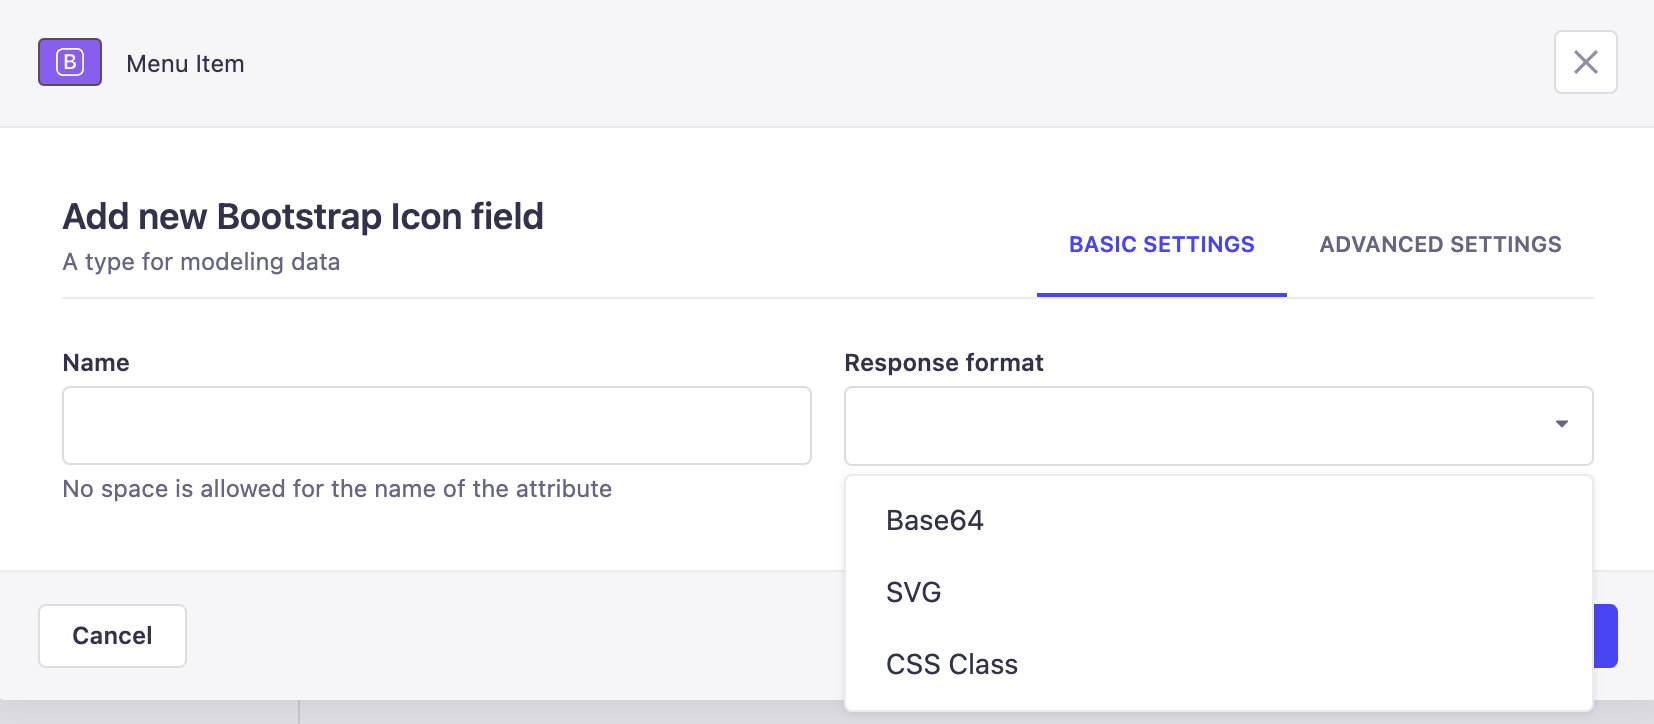 B Menu Item
Add new Bootstrap Icon field
A type for modeling data
BASIC SETTINGS ADVANCED SETTINGS
Name
No space is allowed for the name of the attribute
Response format
Base64
SVG
CSS Class
Cancel